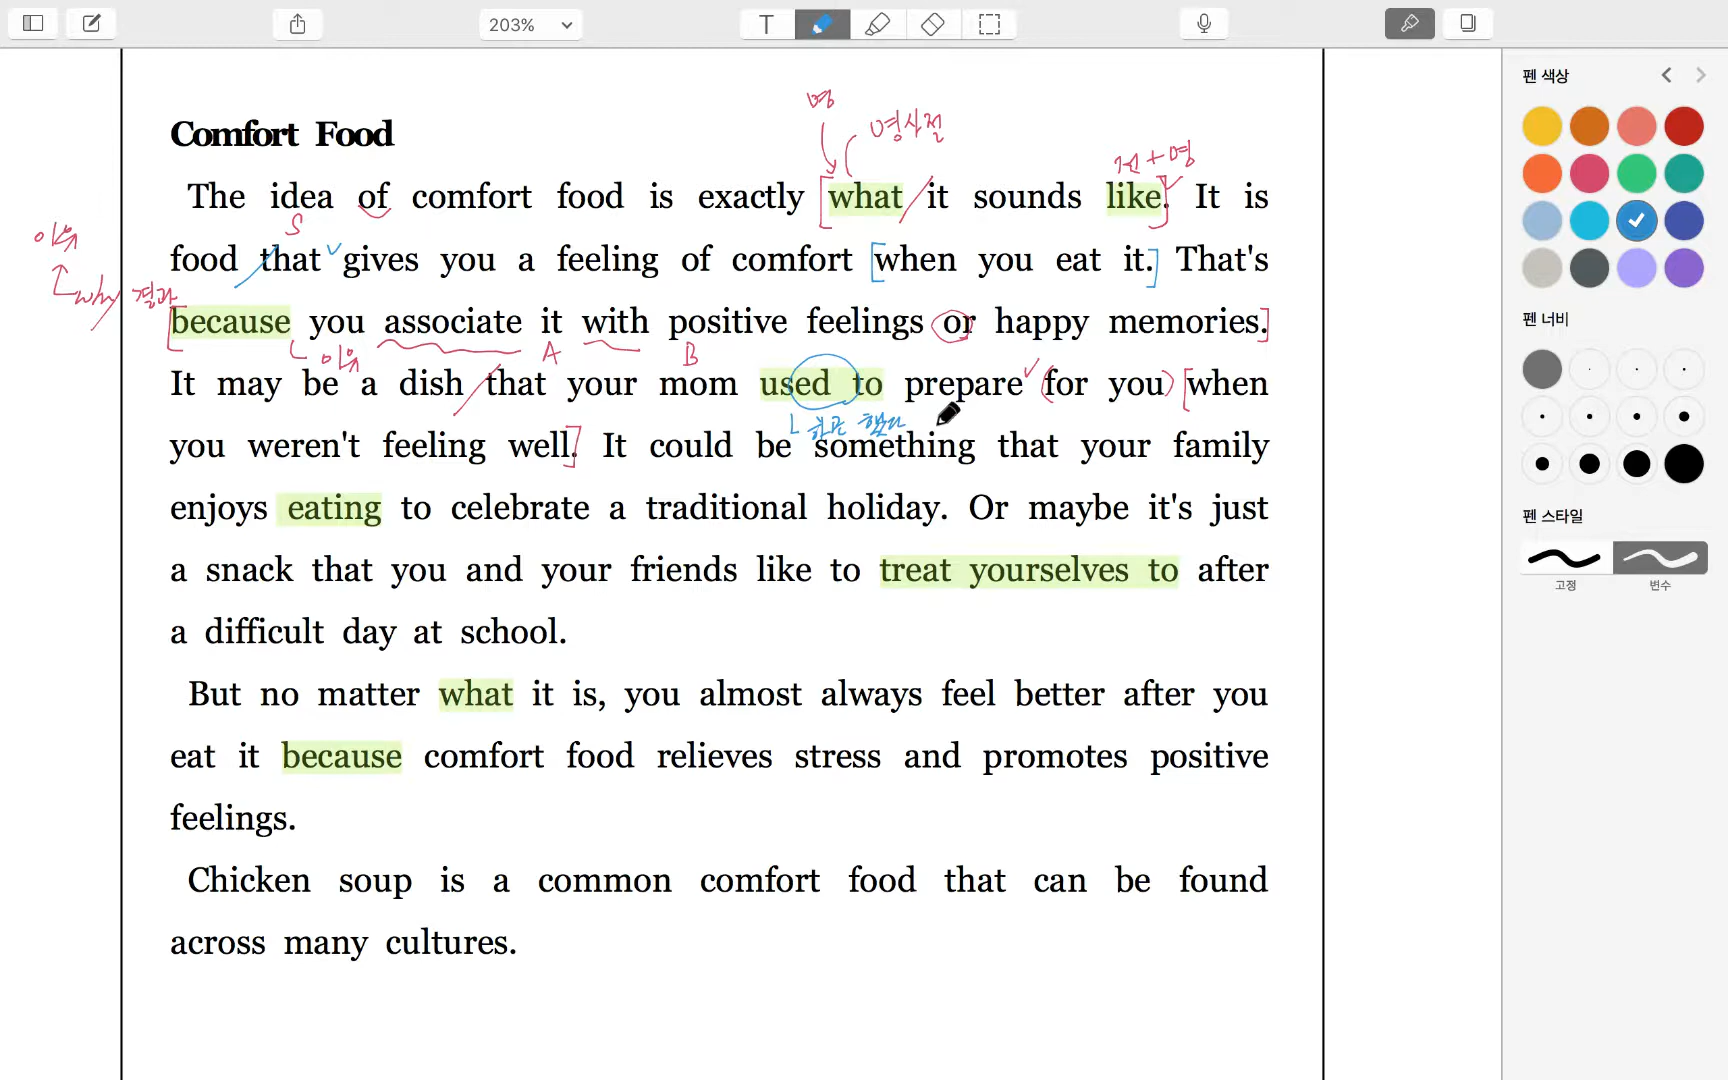 203%
T
펜 색상
펜 너비
펜 스타일
고정
변수
명
명사절
전+명
Comfort Food
The idea of comfort food is exactly [what it sounds like]. It is
S
이유
food that gives you a feeling of comfort [when you eat it.] That's
why 결과
[because you associate it with positive feelings or happy memories.]
이유
A
B
It may be a dish that your mom used to prepare (for you) [when
하곤 했다
you weren't feeling well.] It could be something that your family
enjoys eating to celebrate a traditional holiday. Or maybe it's just
a snack that you and your friends like to treat yourselves to after
a difficult day at school.
But no matter what it is, you almost always feel better after you
eat it because comfort food relieves stress and promotes positive
feelings.
Chicken soup is a common comfort food that can be found
across many cultures.